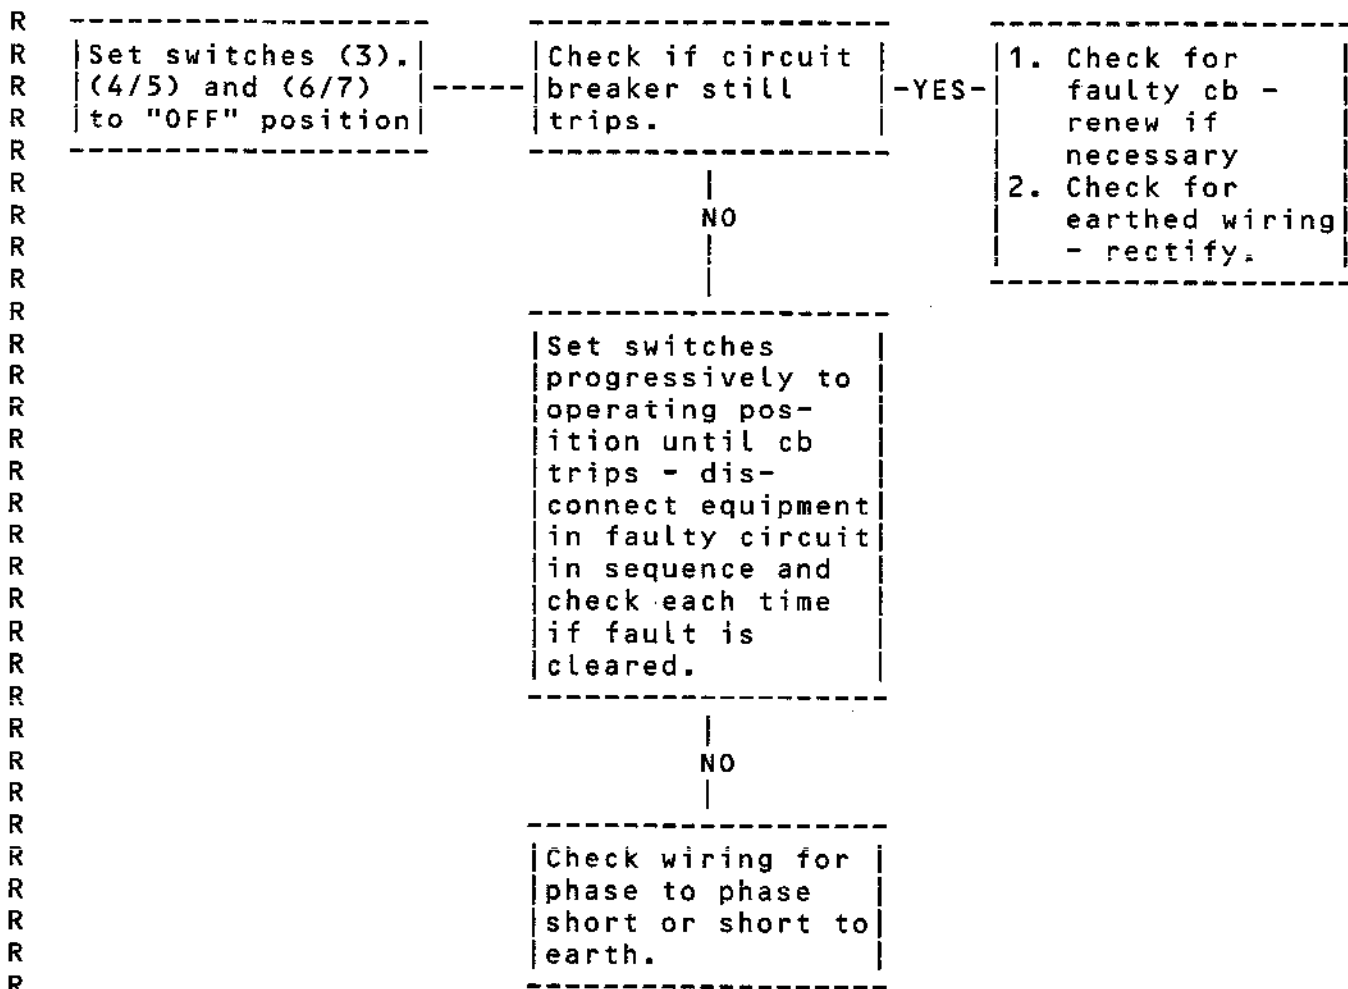 R
R Set switches (3). Check if circuit 1. Check for
R (4/5) and (6/7) ----- breaker still -YES- faulty cb -
R to "OFF" position trips. renew if
R necessary
R 2. Check for
R NO earthed wiring
R - rectify.
R
R
R Set switches
R progressively to
R operating pos-
R ition until cb
R trips - dis-
R connect equipment
R in faulty circuit
R in sequence and
R check each time
R if fault is
R cleared.
R
R
R NO
R
R
R Check wiring for
R phase to phase
R short or short to
R earth.
R